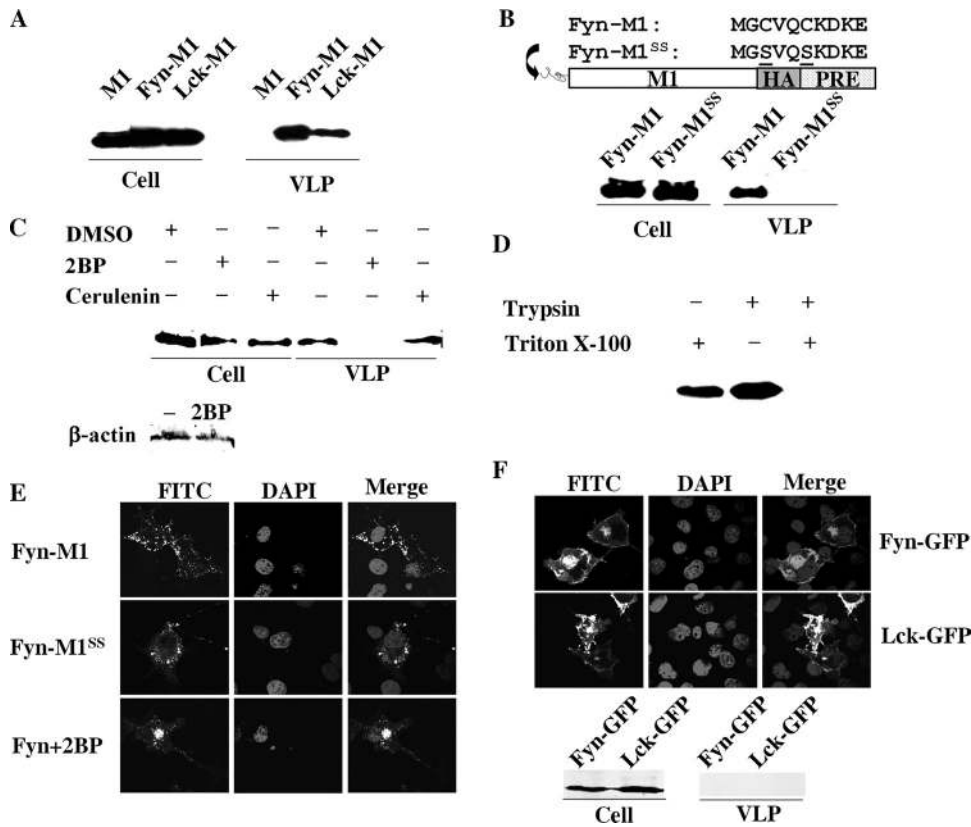 A
M1 Fyn-M1 Lck-M1 M1 Fyn-M1 Lck-M1
Cell VLP
B
Fyn-M1: MGCVQCKDKE
Fyn-M1SS: MGSVQSKDKE
M1 HA PRE
Fyn-M1 Fyn-M1SS Fyn-M1 Fyn-M1SS
Cell VLP
C
DMSO + – – + – –
2BP – + – – + –
Cerulenin – – + – – +
Cell VLP
– 2BP
β-actin
D
Trypsin – + +
Triton X-100 + – +
E
FITC DAPI Merge
Fyn-M1
Fyn-M1SS
Fyn+2BP
F
FITC DAPI Merge
Fyn-GFP
Lck-GFP
Fyn-GFP Lck-GFP Fyn-GFP Lck-GFP
Cell VLP